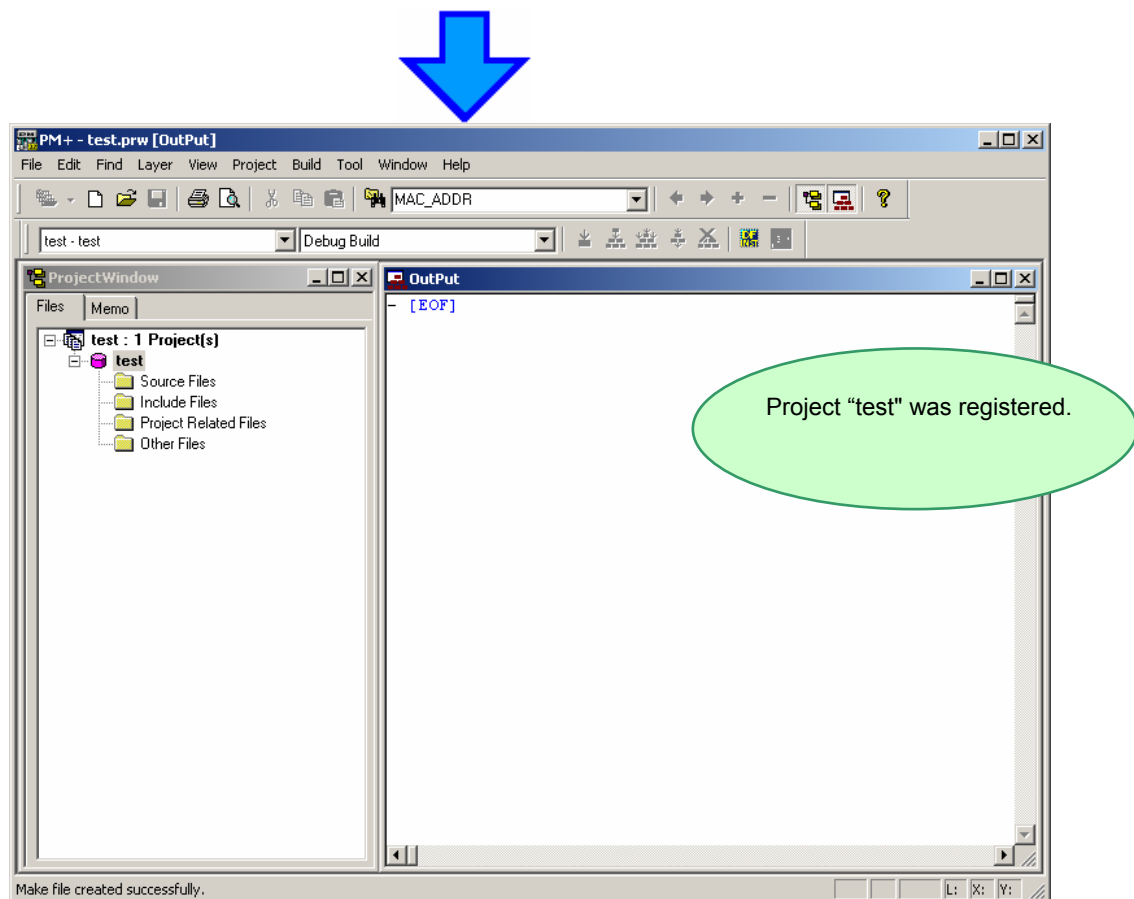 PM+ - test.prw [OutPut]
File Edit Find Layer View Project Build Tool Window Help
MAC_ADDR
test - test
Debug Build
ProjectWindow
OutPut
Files Memo
- [EOF]
test : 1 Project(s)
test
Source Files
Include Files
Project Related Files
Other Files
Project “test" was registered.
Make file created successfully.
L: X: Y: